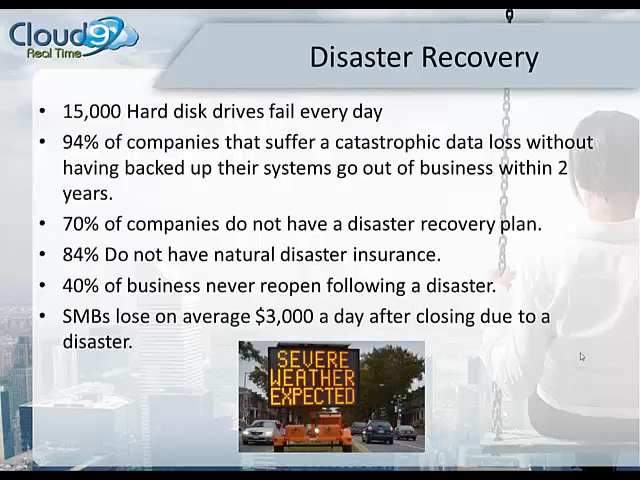 Cloud9
Real Time
Disaster Recovery
• 15,000 Hard disk drives fail every day
• 94% of companies that suffer a catastrophic data loss without
having backed up their systems go out of business within 2
years.
• 70% of companies do not have a disaster recovery plan.
• 84% Do not have natural disaster insurance.
• 40% of business never reopen following a disaster.
• SMBs lose on average $3,000 a day after closing due to a
disaster.
SEVERE
WEATHER
EXPECTED